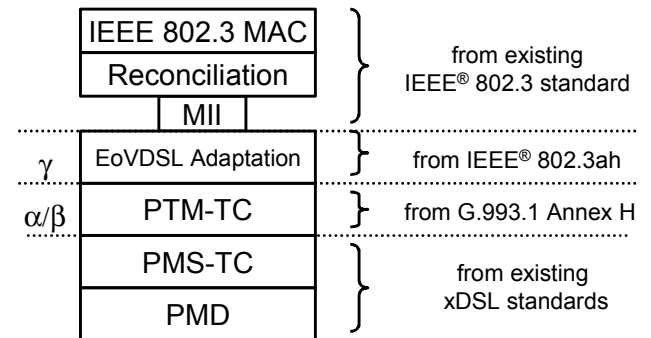 IEEE 802.3 MAC
Reconciliation
MII
from existing
IEEE® 802.3 standard
γ
EoVDSL Adaptation
from IEEE® 802.3ah
α/β
PTM-TC
from G.993.1 Annex H
PMS-TC
PMD
from existing
xDSL standards